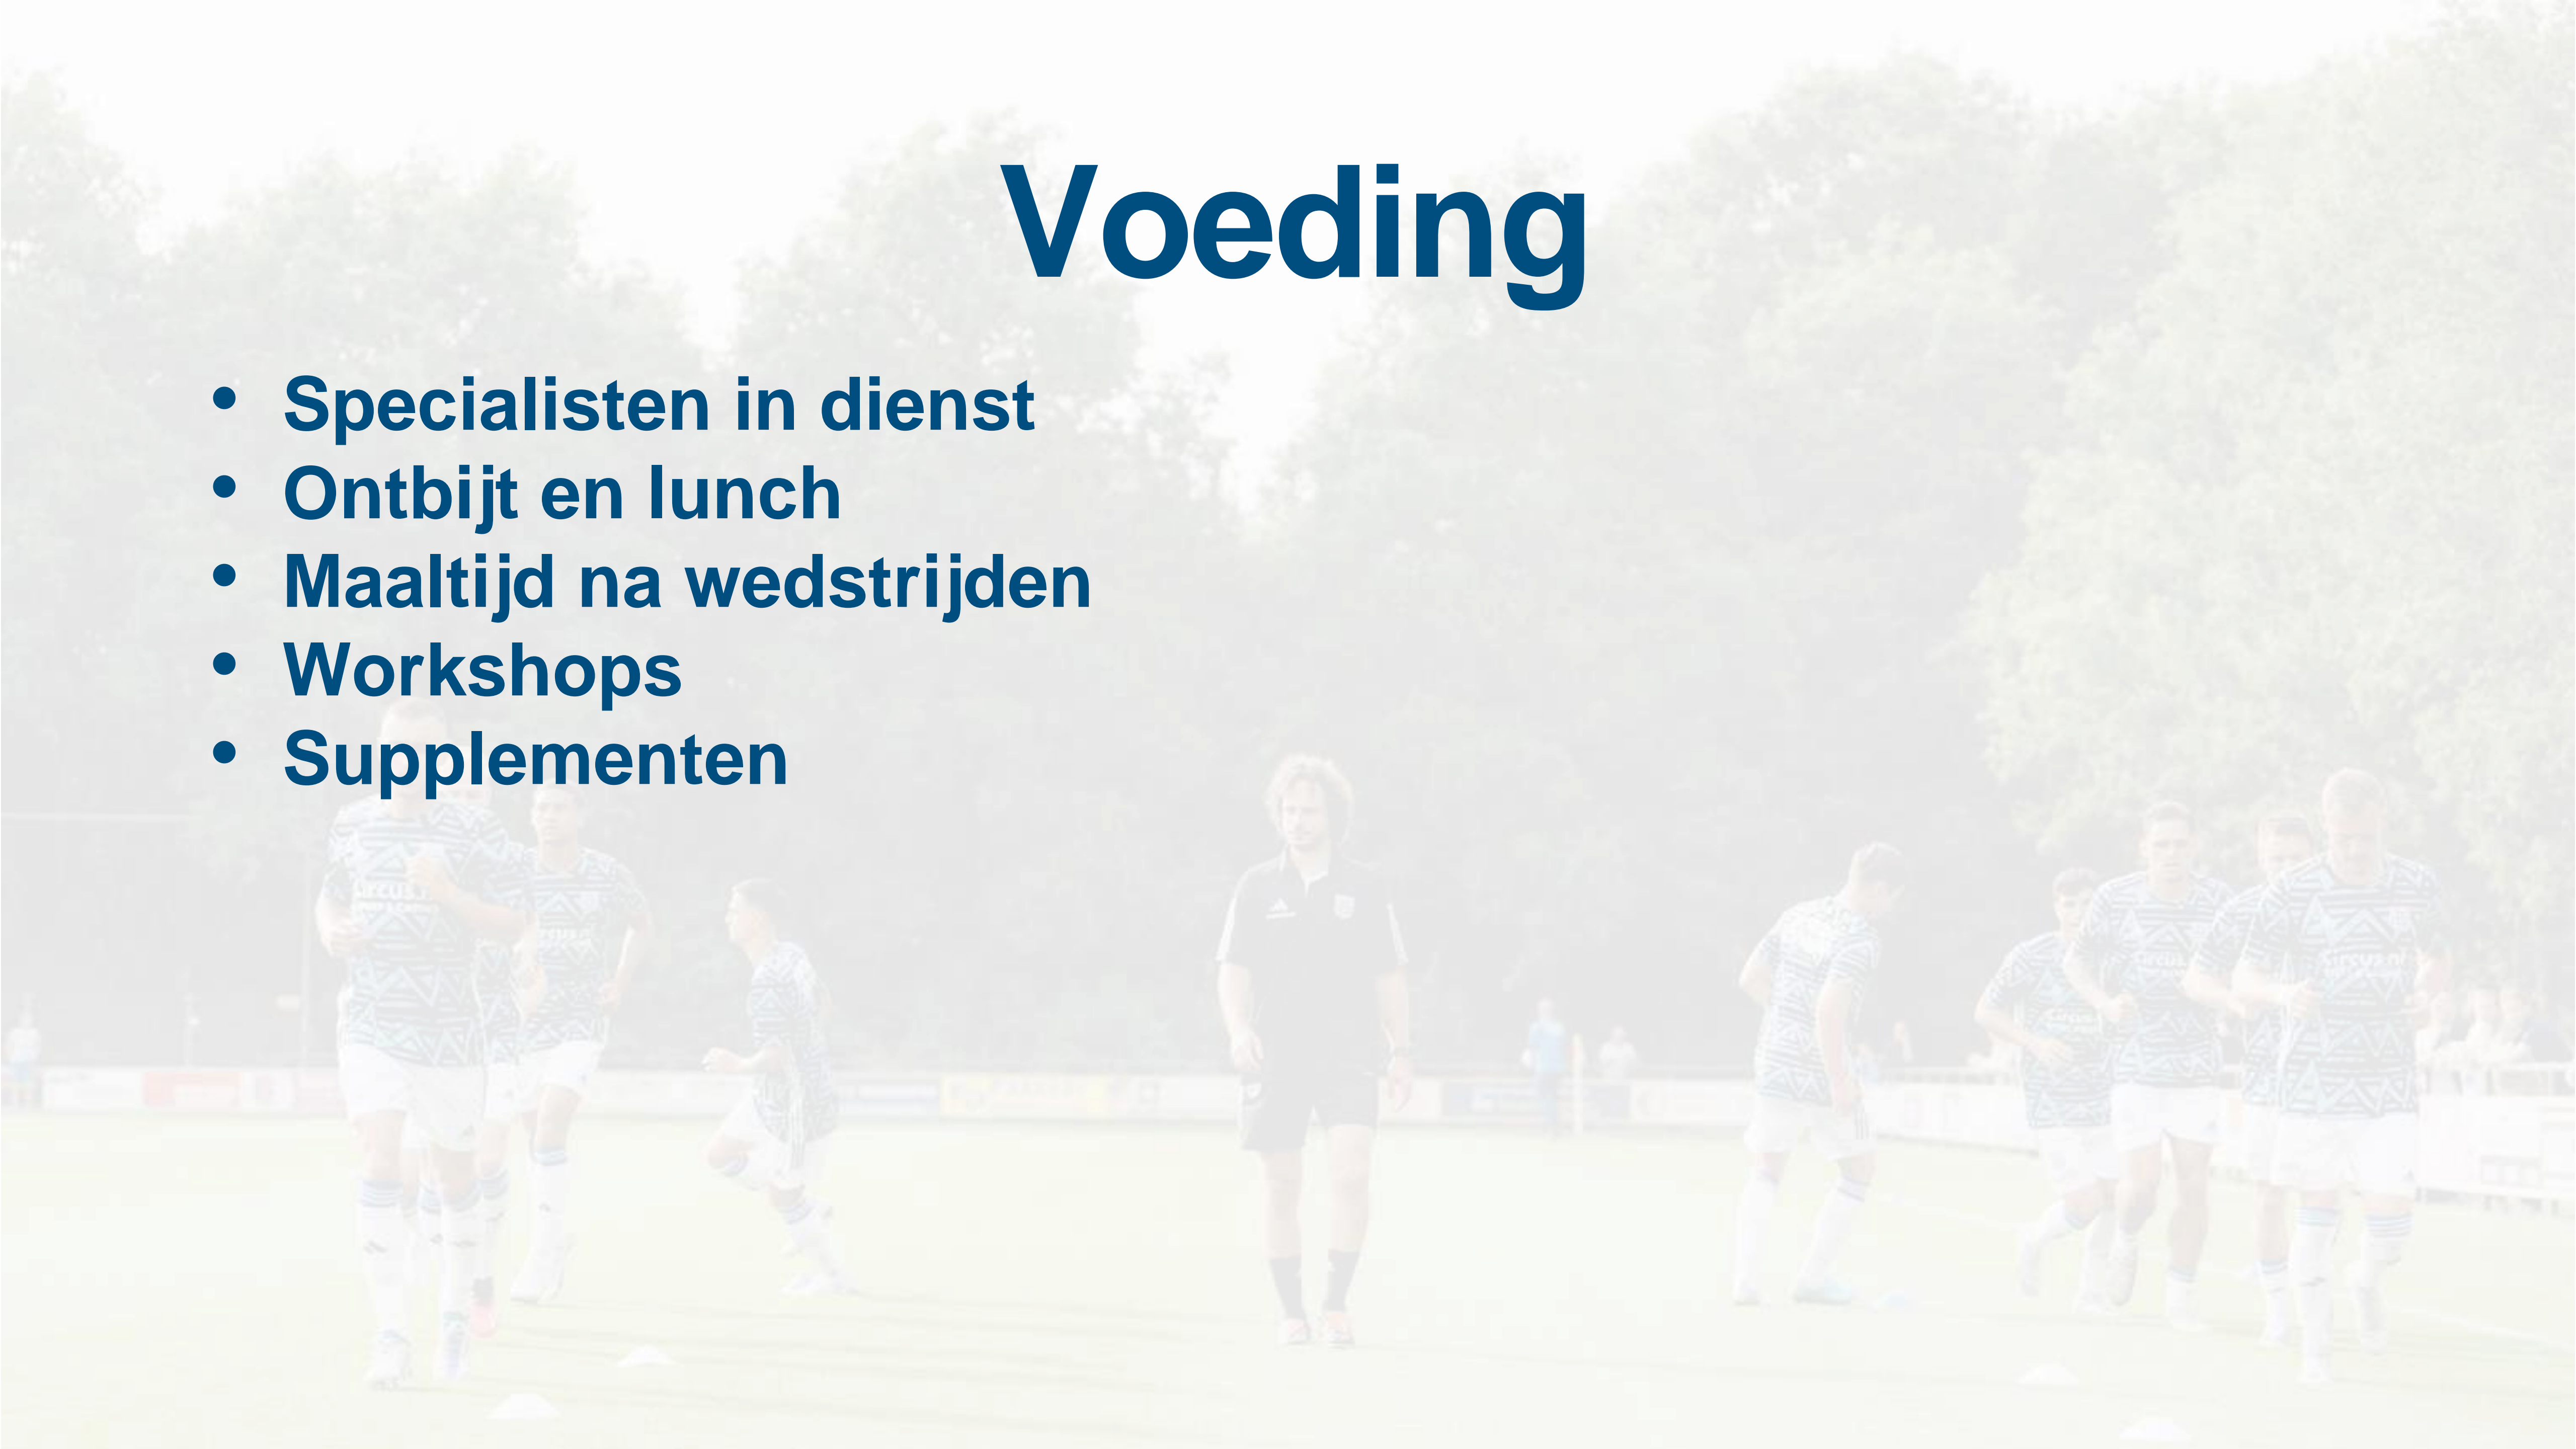 Voeding
• Specialisten in dienst
• Ontbijt en lunch
• Maaltijd na wedstrijden
• Workshops
• Supplementen